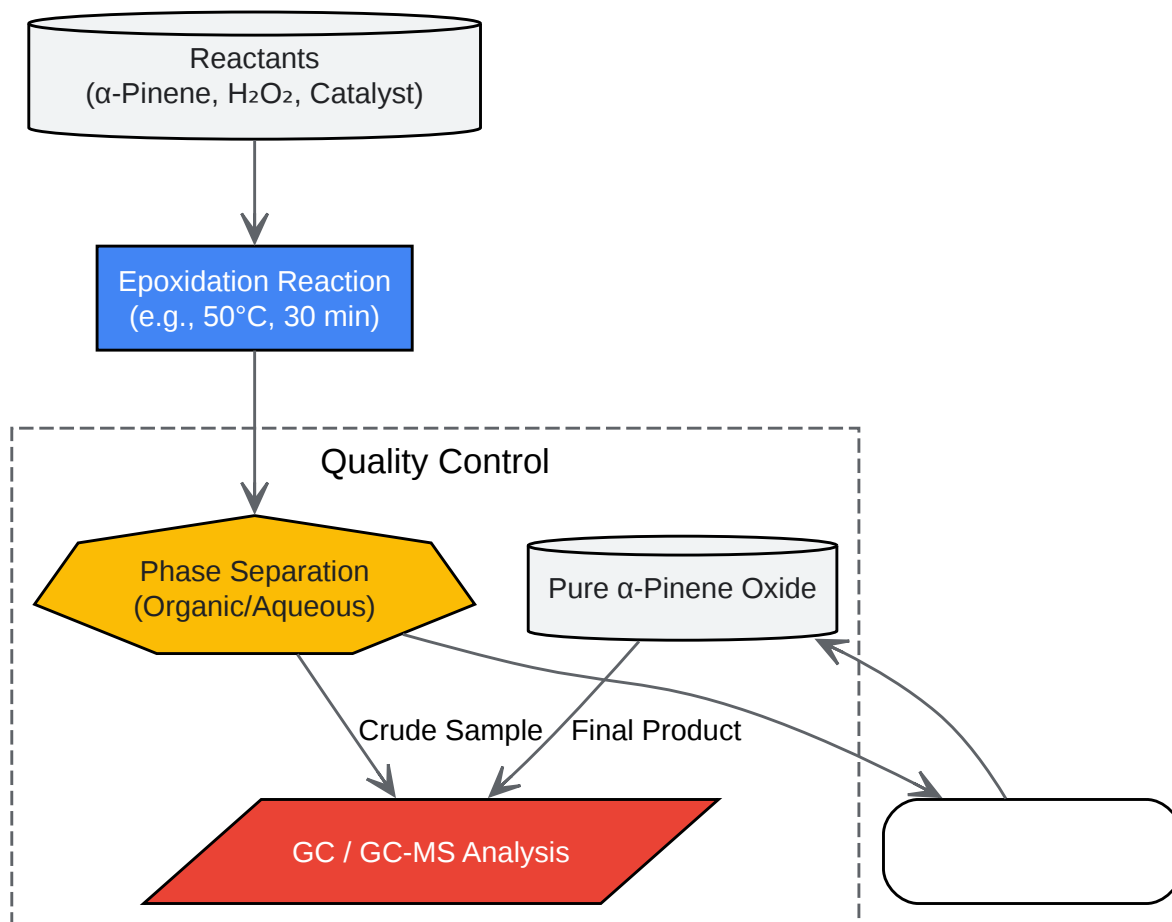 Reactants
(α-Pinene, H₂O₂, Catalyst)
Epoxidation Reaction
(e.g., 50°C, 30 min)
Quality Control
Phase Separation
(Organic/Aqueous)
Pure α-Pinene Oxide
Crude Sample
Final Product
GC / GC-MS Analysis